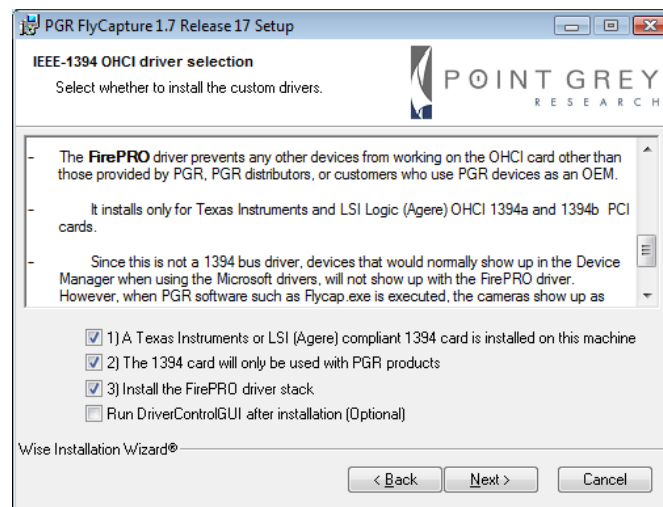 PGR FlyCapture 1.7 Release 17 Setup
IEEE-1394 OHCI driver selection
Select whether to install the custom drivers.
POINT GREY
RESEARCH
- The FirePRO driver prevents any other devices from working on the OHCI card other than
those provided by PGR, PGR distributors, or customers who use PGR devices as an OEM.
- It installs only for Texas Instruments and LSI Logic (Agere) OHCI 1394a and 1394b PCI
cards.
- Since this is not a 1394 bus driver, devices that would normally show up in the Device
Manager when using the Microsoft drivers, will not show up with the FirePRO driver.
However, when PGR software such as Flycap.exe is executed, the cameras show up as
1) A Texas Instruments or LSI (Agere) compliant 1394 card is installed on this machine
2) The 1394 card will only be used with PGR products
3) Install the FirePRO driver stack
Run DriverControlGUI after installation (Optional)
Wise Installation Wizard®
< Back
Next >
Cancel